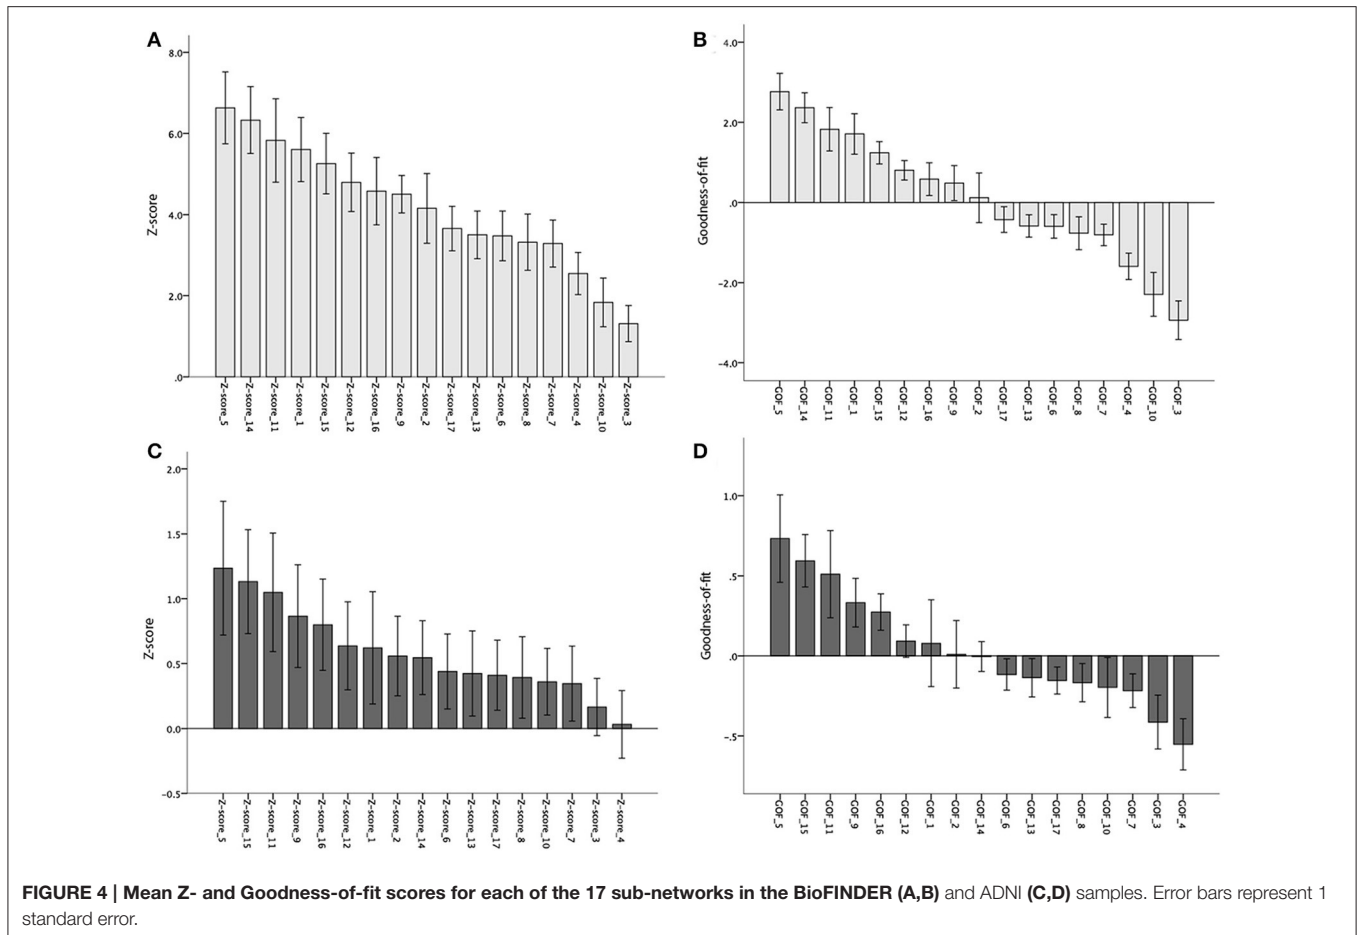 A
8.0
6.0
4.0
2.0
.0
Z-score
Z-score_5
Z-score_14
Z-score_11
Z-score_1
Z-score_15
Z-score_12
Z-score_16
Z-score_9
Z-score_2
Z-score_17
Z-score_13
Z-score_6
Z-score_8
Z-score_7
Z-score_4
Z-score_10
Z-score_3
B
4.0
2.0
.0
−2.0
−4.0
Goodness-of-fit
GOF_5
GOF_14
GOF_11
GOF_1
GOF_15
GOF_12
GOF_16
GOF_9
GOF_2
GOF_17
GOF_13
GOF_6
GOF_8
GOF_7
GOF_4
GOF_10
GOF_3
C
2.0
1.5
1.0
0.5
0.0
−0.5
Z-score
Z-score_5
Z-score_15
Z-score_11
Z-score_9
Z-score_16
Z-score_12
Z-score_1
Z-score_2
Z-score_14
Z-score_6
Z-score_13
Z-score_17
Z-score_8
Z-score_10
Z-score_7
Z-score_3
Z-score_4
D
1.0
.5
.0
−.5
Goodness-of-fit
GOF_5
GOF_15
GOF_11
GOF_9
GOF_16
GOF_12
GOF_1
GOF_2
GOF_14
GOF_6
GOF_13
GOF_17
GOF_8
GOF_10
GOF_7
GOF_3
GOF_4
FIGURE 4 | Mean Z- and Goodness-of-fit scores for each of the 17 sub-networks in the BioFINDER (A,B) and ADNI (C,D) samples. Error bars represent 1
standard error.